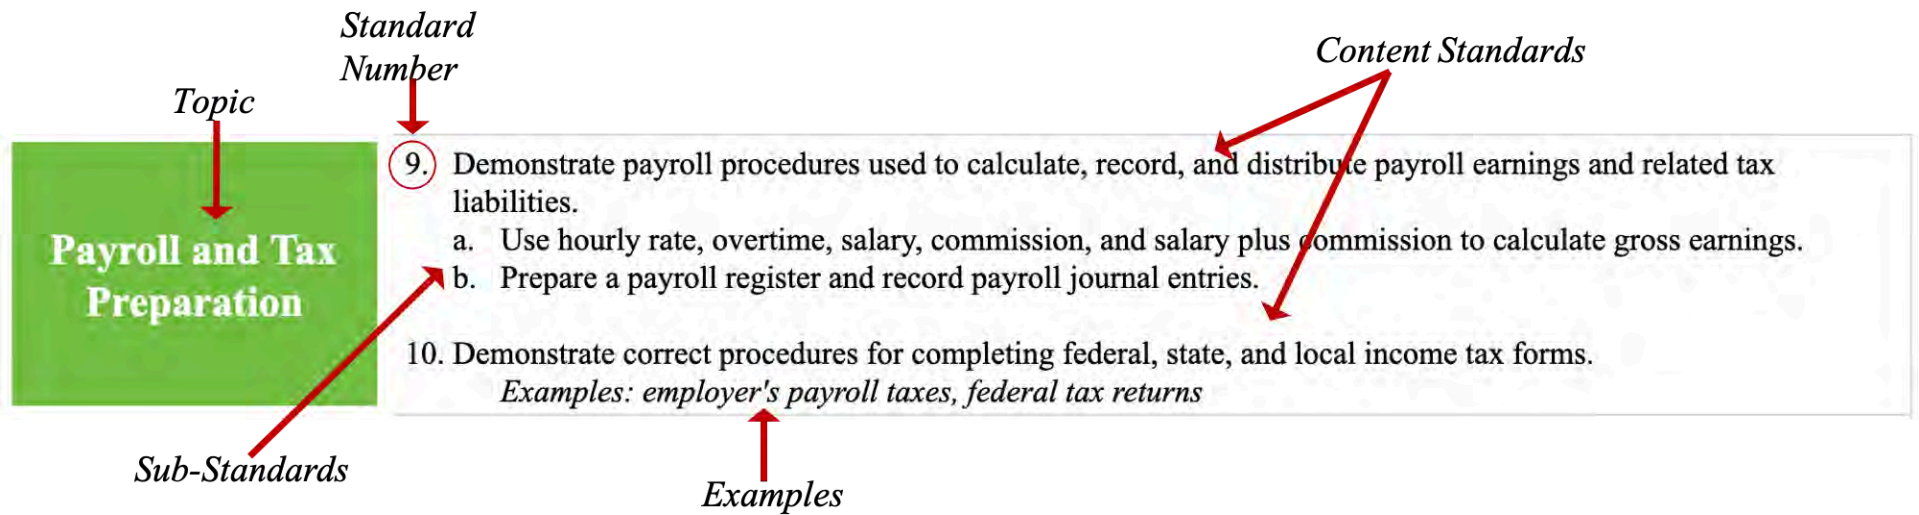 Standard
Number
Content Standards
Topic
Payroll and Tax
Preparation
9. Demonstrate payroll procedures used to calculate, record, and distribute payroll earnings and related tax
liabilities.
a. Use hourly rate, overtime, salary, commission, and salary plus commission to calculate gross earnings.
b. Prepare a payroll register and record payroll journal entries.
10. Demonstrate correct procedures for completing federal, state, and local income tax forms.
Examples: employer's payroll taxes, federal tax returns
Sub-Standards
Examples